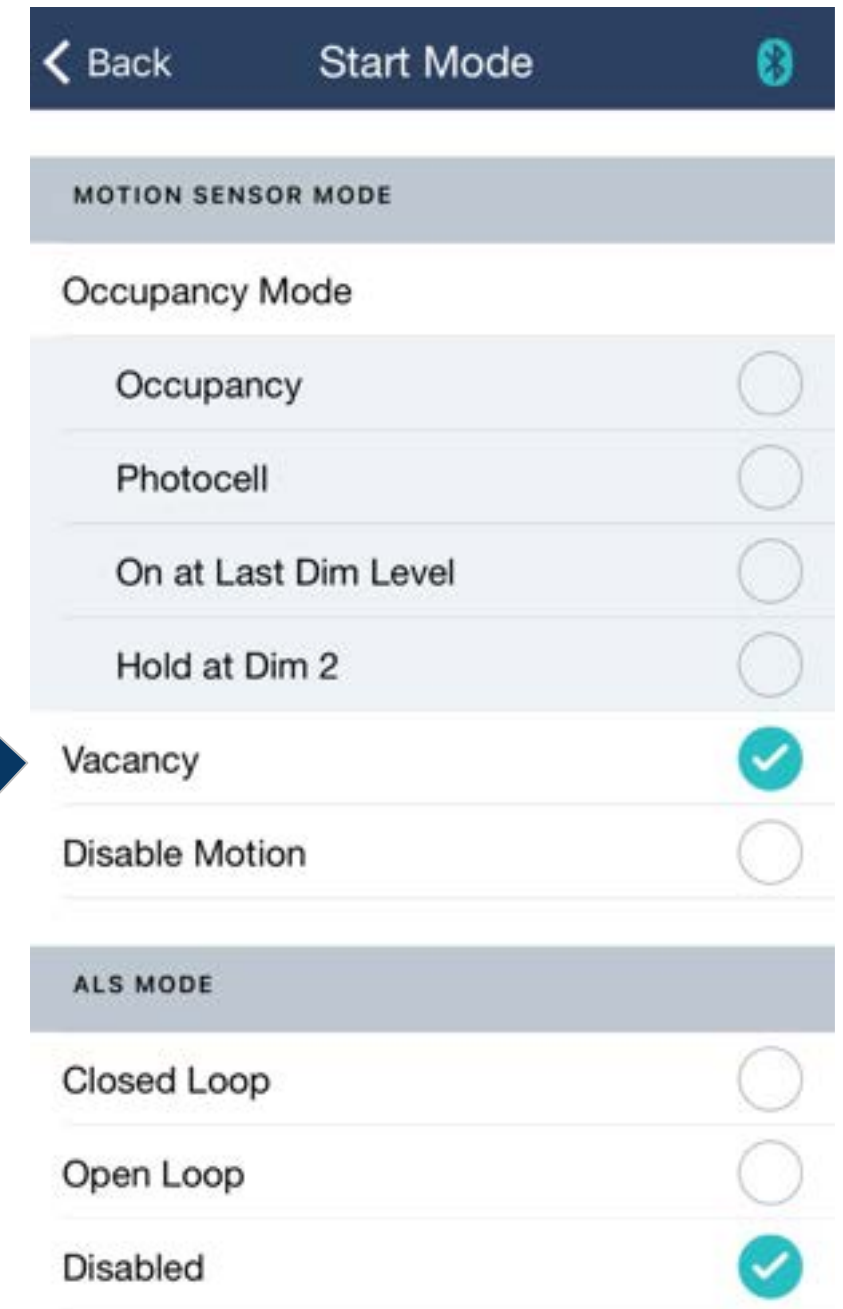 Back Start Mode
MOTION SENSOR MODE
Occupancy Mode
Occupancy
Photocell
On at Last Dim Level
Hold at Dim 2
Vacancy
Disable Motion
ALS MODE
Closed Loop
Open Loop
Disabled